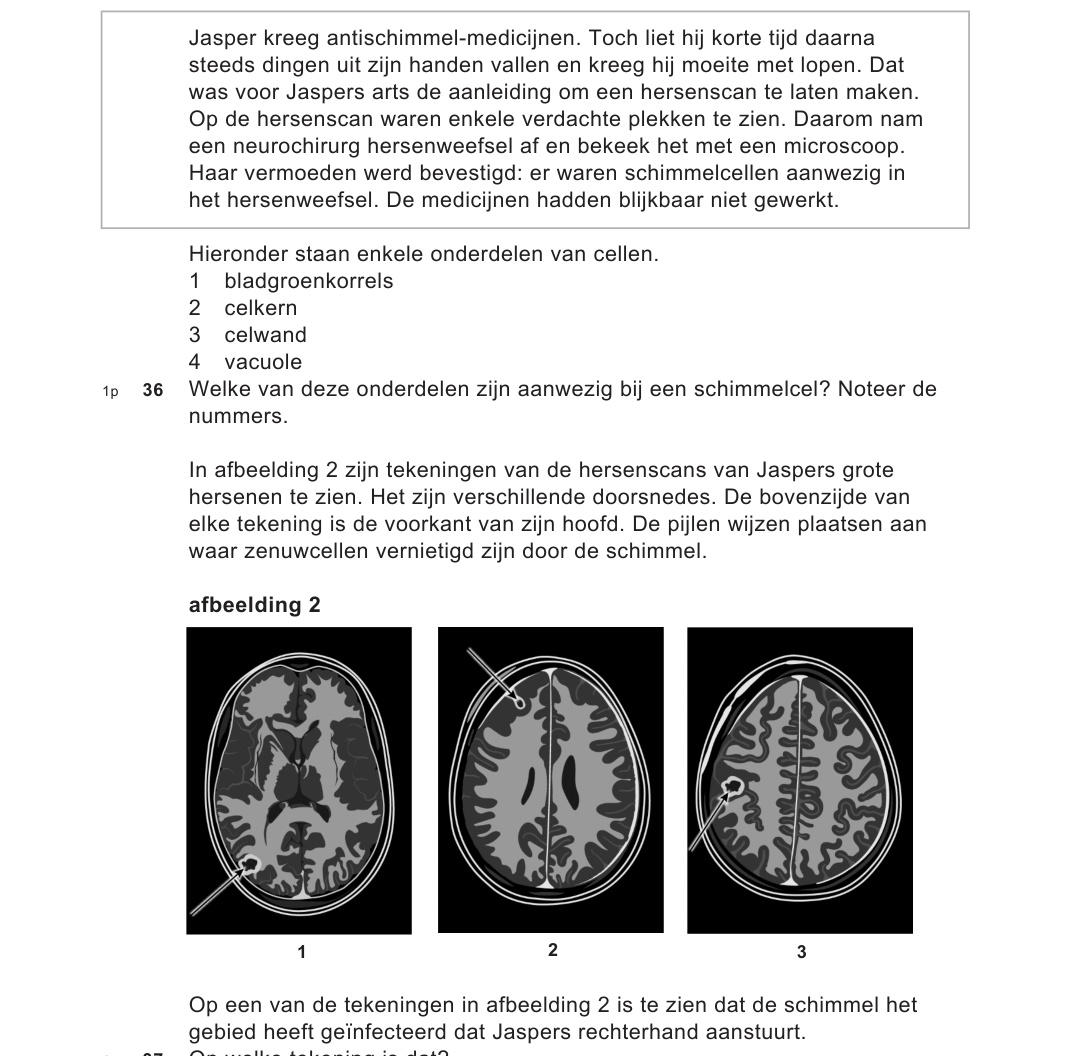 Jasper kreeg antischimmel-medicijnen. Toch liet hij korte tijd daarna
steeds dingen uit zijn handen vallen en kreeg hij moeite met lopen. Dat
was voor Jaspers arts de aanleiding om een hersenscan te laten maken.
Op de hersenscan waren enkele verdachte plekken te zien. Daarom nam
een neurochirurg hersenweefsel af en bekeek het met een microscoop.
Haar vermoeden werd bevestigd: er waren schimmelcellen aanwezig in
het hersenweefsel. De medicijnen hadden blijkbaar niet gewerkt.
Hieronder staan enkele onderdelen van cellen.
1 bladgroenkorrels
2 celkern
3 celwand
4 vacuole
1p 36 Welke van deze onderdelen zijn aanwezig bij een schimmelcel? Noteer de
nummers.
In afbeelding 2 zijn tekeningen van de hersenscans van Jaspers grote
hersenen te zien. Het zijn verschillende doorsnedes. De bovenzijde van
elke tekening is de voorkant van zijn hoofd. De pijlen wijzen plaatsen aan
waar zenuwcellen vernietigd zijn door de schimmel.
afbeelding 2
1 2 3
Op een van de tekeningen in afbeelding 2 is te zien dat de schimmel het
gebied heeft geïnfecteerd dat Jaspers rechterhand aanstuurt.
37 Op welke tekening is dat?